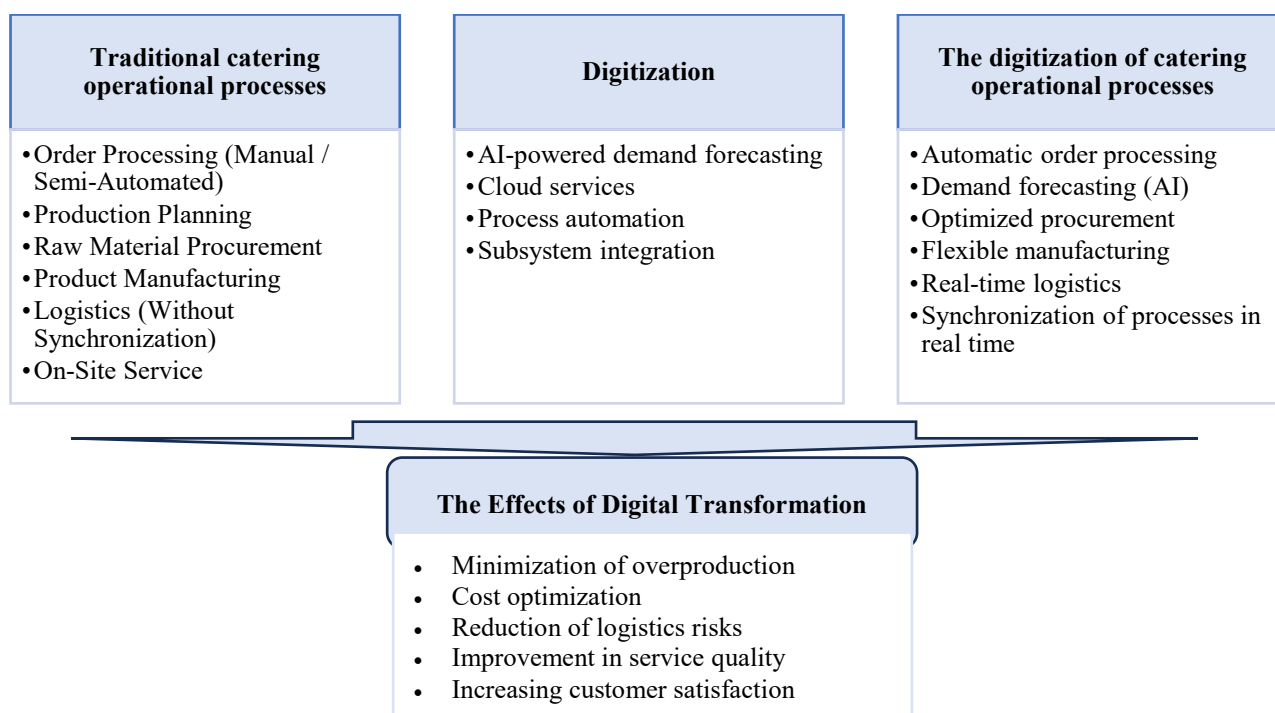 Traditional catering
operational processes
•Order Processing (Manual /
Semi-Automated)
•Production Planning
•Raw Material Procurement
•Product Manufacturing
•Logistics (Without
Synchronization)
•On-Site Service
Digitization
•AI-powered demand forecasting
•Cloud services
•Process automation
•Subsystem integration
The digitization of catering
operational processes
•Automatic order processing
•Demand forecasting (AI)
•Optimized procurement
•Flexible manufacturing
•Real-time logistics
•Synchronization of processes in
real time
The Effects of Digital Transformation
• Minimization of overproduction
• Cost optimization
• Reduction of logistics risks
• Improvement in service quality
• Increasing customer satisfaction